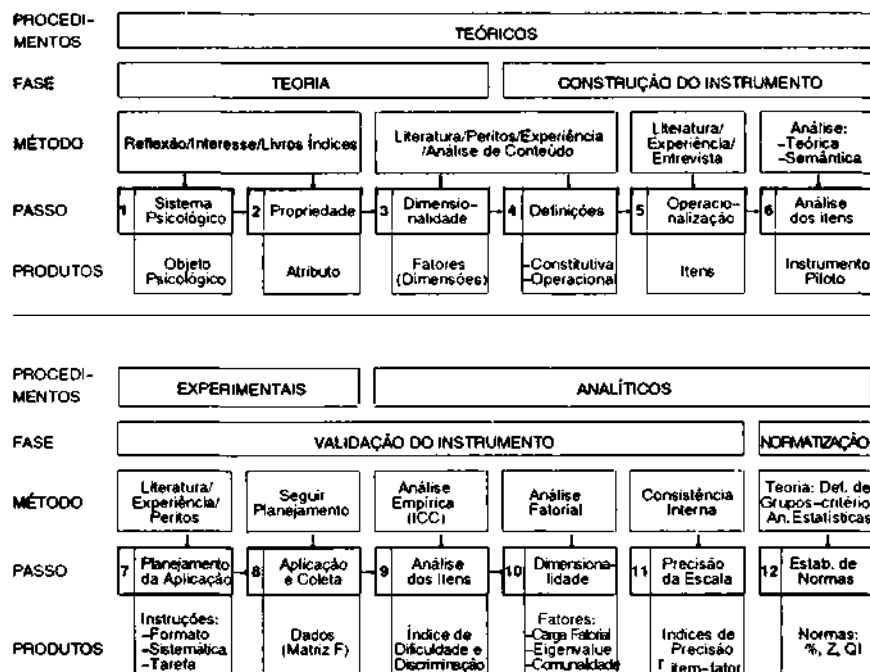 PROCEDI-
MENTOS
TEÓRICOS
FASE
TEORIA
CONSTRUÇÃO DO INSTRUMENTO
MÉTODO
Reflexão/Interesse/Livros Índices
Literatura/Peritos/Experiência
/Análise de Conteúdo
Literatura/
Experiência/
Entrevista
Análise:
-Teórica
-Semântica
PASSO
1 Sistema
Psicológico
2 Propriedade
3 Dimensio-
nalidade
4 Definições
5 Operacio-
nalização
6 Análise
dos itens
PRODUTOS
Objeto
Psicológico
Atributo
Fatores
(Dimensões)
-Constitutiva
-Operacional
Itens
Instrumento
Piloto
PROCEDI-
MENTOS
EXPERIMENTAIS
ANALÍTICOS
FASE
VALIDAÇÃO DO INSTRUMENTO
NORMATIZAÇÃO
MÉTODO
Literatura/
Experiência/
Peritos
Seguir
Planejamento
Análise
Empírica
(ICC)
Análise
Fatorial
Consistência
Interna
Teoria: Def. de
Grupos-critério
An. Estatísticas
PASSO
7 Planejamento
da Aplicação
8 Aplicação
e Coleta
9 Análise
dos Itens
10 Dimensiona-
lidade
11 Precisão
da Escala
12 Estab. de
Normas
PRODUTOS
Instruções:
-Formato
-Sistemática
-Tarefa
Dados
(Matriz F)
Índice de
Dificuldade e
Discriminação
Fatores:
-Carga Fatorial
-Eigenvalue
-Comunalidade
Indices de
Precisão
r item-fator
Normas:
%, Z, QI